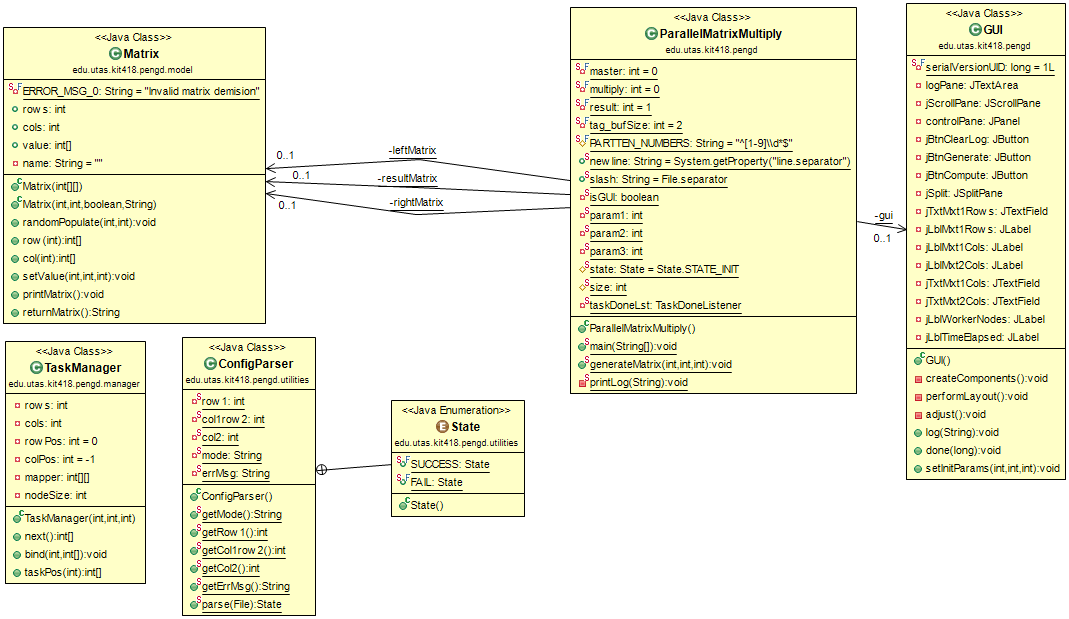 <<Java Class>>
Matrix
edu.utas.kit418.pengd.model
ERROR_MSG_0: String = "Invalid matrix demision"
rows: int
cols: int
value: int[]
name: String = ""
Matrix(int[][])
Matrix(int,int,boolean,String)
randomPopulate(int,int):void
row(int):int[]
col(int):int[]
setValue(int,int,int):void
printMatrix():void
returnMatrix():String
0..1
-leftMatrix
0..1
-resultMatrix
0..1
-rightMatrix
<<Java Class>>
ParallelMatrixMultiply
edu.utas.kit418.pengd
master: int = 0
multiply: int = 0
result: int = 1
tag_bufSize: int = 2
PARTTEN_NUMBERS: String = "^[1-9]\\d*$"
newline: String = System.getProperty("line.separator")
slash: String = File.separator
isGUI: boolean
param1: int
param2: int
param3: int
state: State = State.STATE_INIT
size: int
taskDoneLst: TaskDoneListener
ParallelMatrixMultiply()
main(String[]):void
generateMatrix(int,int,int):void
printLog(String):void
-gui
0..1
<<Java Class>>
GUI
edu.utas.kit418.pengd
serialVersionUID: long = 1L
logPane: JTextArea
jScrollPane: JScrollPane
controlPane: JPanel
jBtnClearLog: JButton
jBtnGenerate: JButton
jBtnCompute: JButton
jSplit: JSplitPane
jTxtMxt1Rows: JTextField
jLblMxt1Rows: JLabel
jLblMxt1Cols: JLabel
jLblMxt2Cols: JLabel
jTxtMxt1Cols: JTextField
jTxtMxt2Cols: JTextField
jLblWorkerNodes: JLabel
jLblTimeElapsed: JLabel
GUI()
createComponents():void
performLayout():void
adjust():void
log(String):void
done(long):void
setInitParams(int,int,int):void
<<Java Class>>
TaskManager
edu.utas.kit418.pengd.manager
rows: int
cols: int
rowPos: int = 0
colPos: int = -1
mapper: int[][]
nodeSize: int
TaskManager(int,int,int)
next():int[]
bind(int,int[]):void
taskPos(int):int[]
<<Java Class>>
ConfigParser
edu.utas.kit418.pengd.utilities
row1: int
col1row2: int
col2: int
mode: String
errMsg: String
ConfigParser()
getMode():String
getRow1():int
getCol1row2():int
getCol2():int
getErrMsg():String
parse(File):State
<<Java Enumeration>>
State
edu.utas.kit418.pengd.utilities
SUCCESS: State
FAIL: State
State()